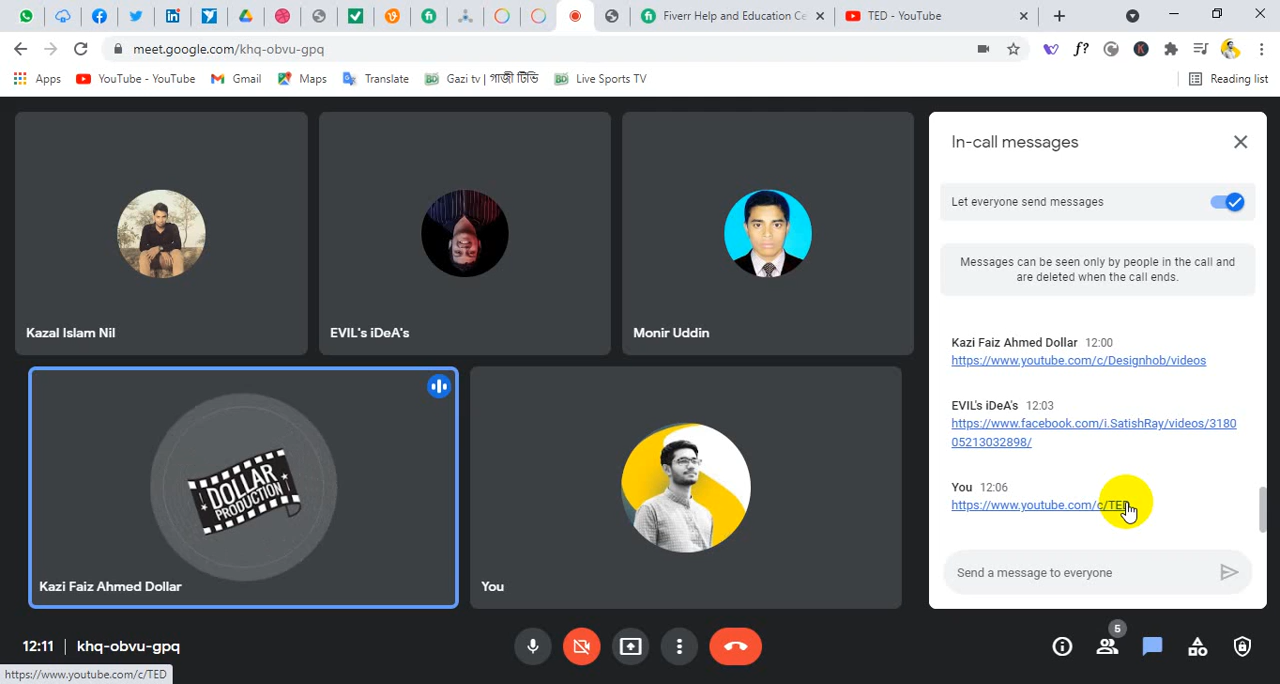 Fiverr Help and Education Ce
TED - YouTube
meet.google.com/khq-obvu-gpq
Apps
YouTube - YouTube
Gmail
Maps
Translate
Gazi tv | গাজী টিভি
Live Sports TV
Reading list
Kazal Islam Nil
EVIL's iDeA's
Monir Uddin
DOLLAR
PRODUCTION
Kazi Faiz Ahmed Dollar
You
In-call messages
Let everyone send messages
Messages can be seen only by people in the call and
are deleted when the call ends.
Kazi Faiz Ahmed Dollar 12:00
https://www.youtube.com/c/Designhob/videos
EVIL's iDeA's 12:03
https://www.facebook.com/i.SatishRay/videos/3180
05213032898/
You 12:06
https://www.youtube.com/c/TED
Send a message to everyone
12:11 | khq-obvu-gpq
5
https://www.youtube.com/c/TED